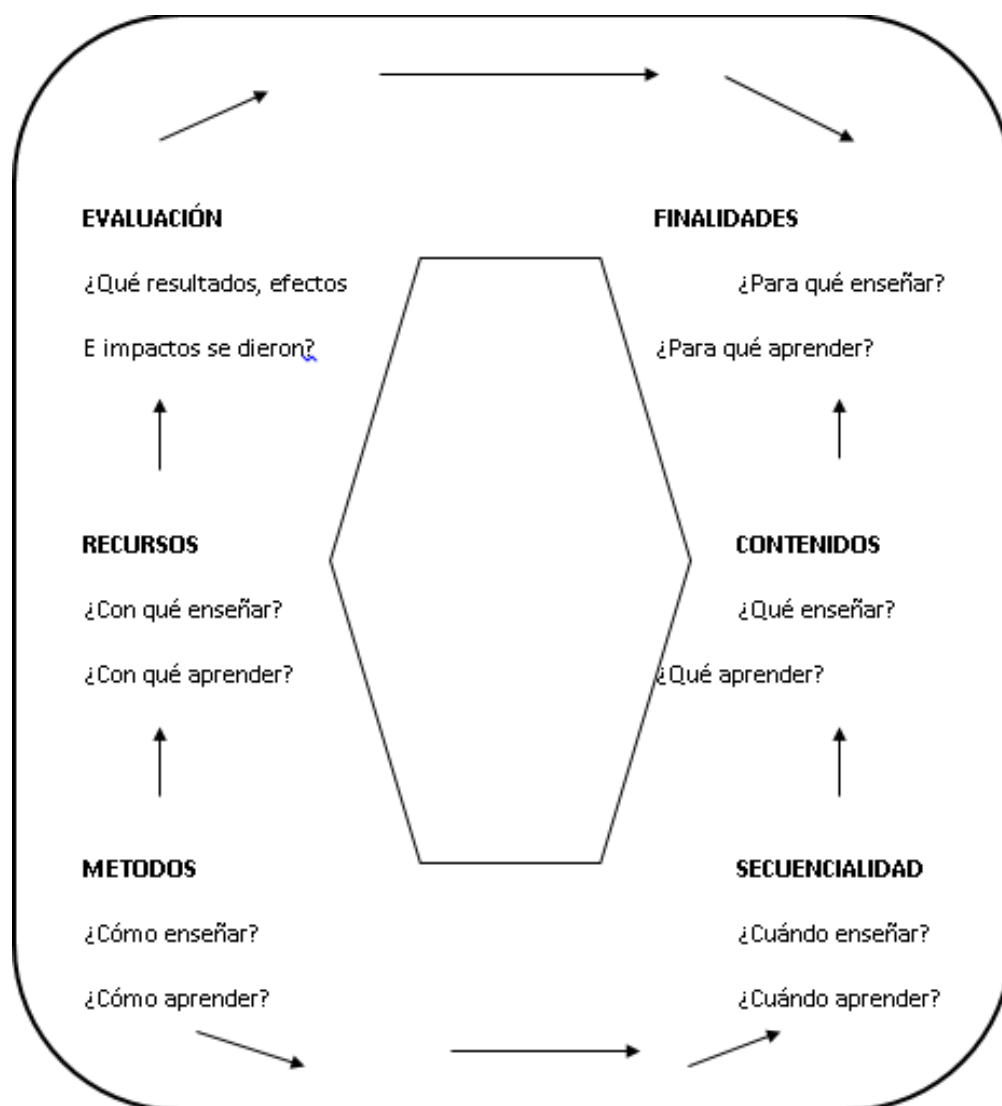 EVALUACIÓN
¿Qué resultados, efectos
E impactos se dieron?
FINALIDADES
¿Para qué enseñar?
¿Para qué aprender?
RECURSOS
¿Con qué enseñar?
¿Con qué aprender?
CONTENIDOS
¿Qué enseñar?
¿Qué aprender?
METODOS
¿Cómo enseñar?
¿Cómo aprender?
SECUENCIALIDAD
¿Cuándo enseñar?
¿Cuándo aprender?